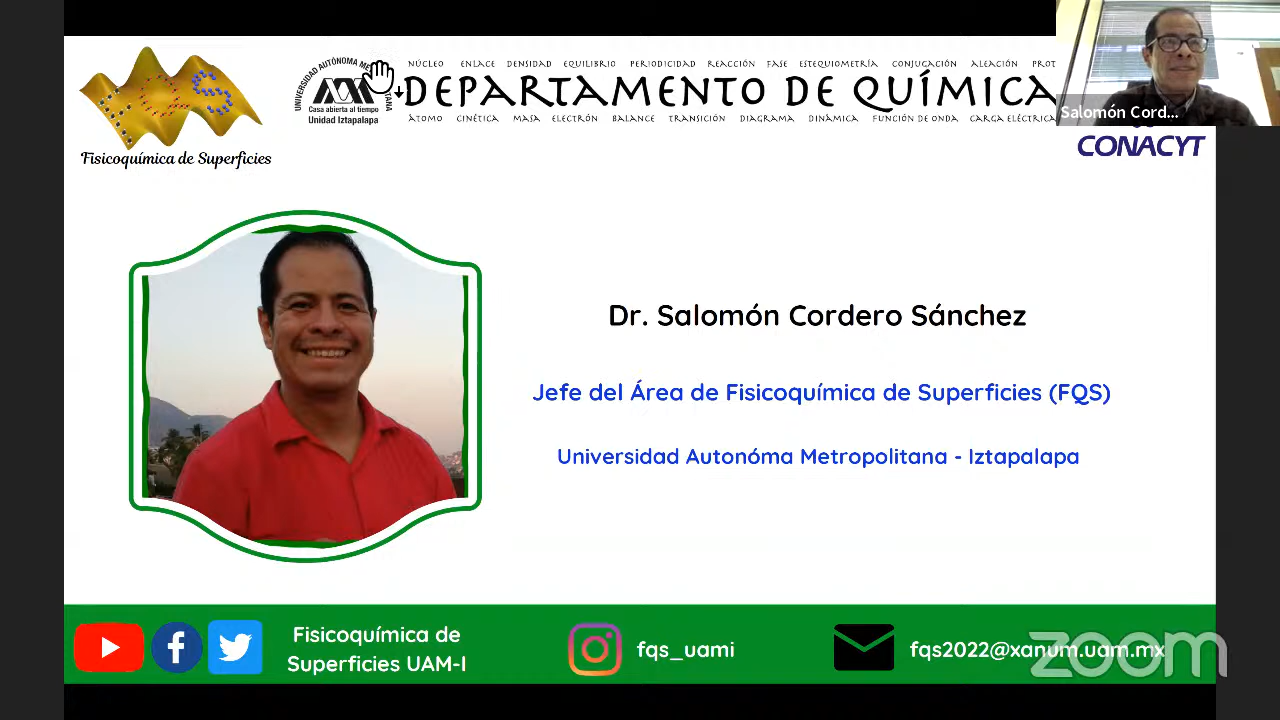 Fisicoquímica de Superficies
UNIVERSIDAD AUTÓNOMA
Casa abierta al tiempo
Unidad Iztapalapa
NÚCLEO ENLACE DENSIDAD EQUILIBRIO PERIODICIDAD REACCIÓN FASE ESTEQUIOMETRÍA CONJUGACIÓN ALEACIÓN PROT
DEPARTAMENTO DE QUÍMICA
ÁTOMO CINÉTICA MASA ELECTRÓN BALANCE TRANSICIÓN DIAGRAMA DINÁMICA FUNCIÓN DE ONDA CARGA ELÉCTRICA
Salomón Cord...
CONACYT
Dr. Salomón Cordero Sánchez
Jefe del Área de Fisicoquímica de Superficies (FQS)
Universidad Autonóma Metropolitana - Iztapalapa
Fisicoquímica de
Superficies UAM-I
fqs_uami
fqs2022@xanum.uam.mx
zoom